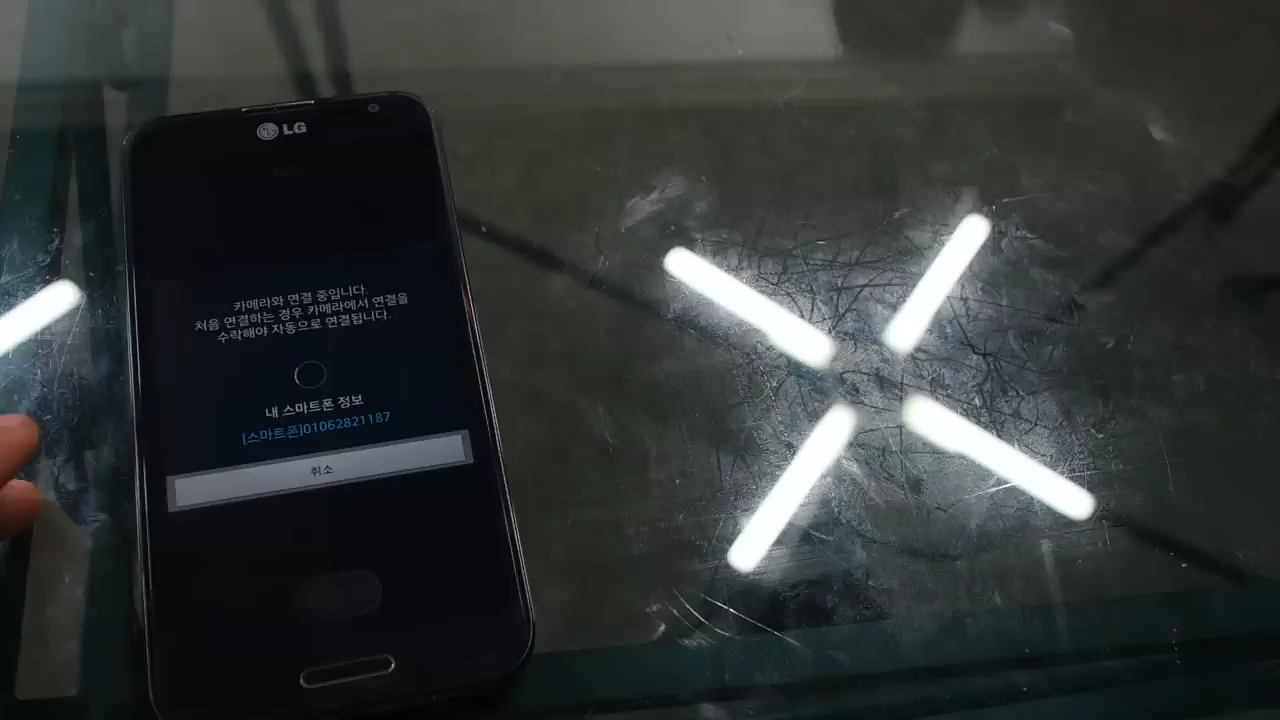 LG
카메라와 연결 중입니다.
처음 연결하는 경우 카메라에서 연결을
수락해야 자동으로 연결됩니다.
내 스마트폰 정보
[스마트폰]01062821187
취소